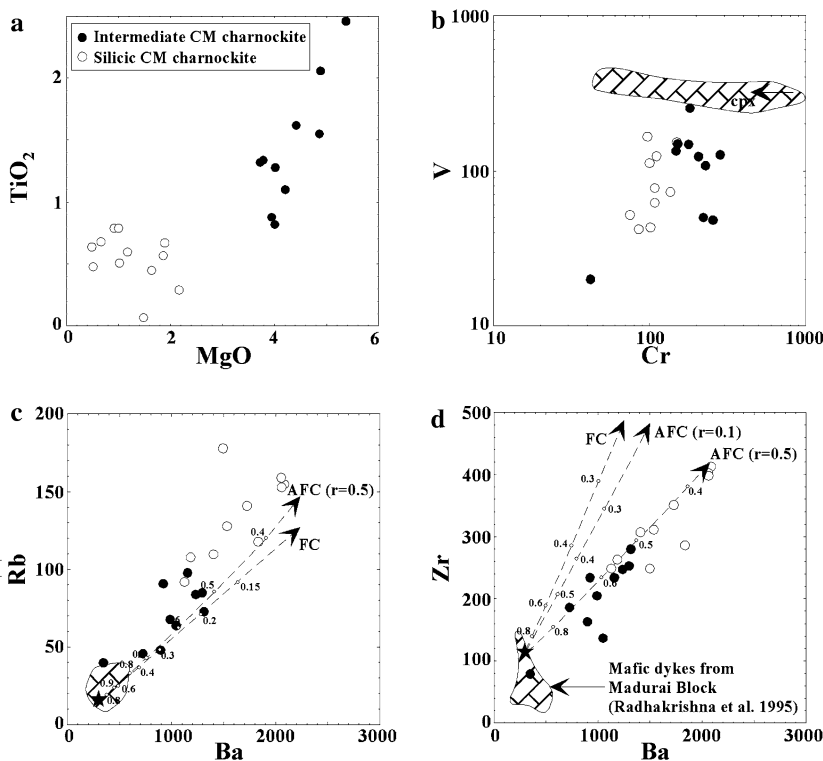 a
Intermediate CM charnockite
Silicic CM charnockite
2
1
0
TiO2
0 2 4 6
MgO
b
1000
100
10
V
cpx
10 100 1000
Cr
c
200
150
100
50
0
Rb
AFC (r=0.5)
FC
0.4
0.5
0.15
0.2
0.3
0.8
0.4
0.9
0.6
0.8
0 1000 2000 3000
Ba
d
500
400
300
200
100
0
Zr
FC
AFC (r=0.1)
AFC (r=0.5)
0.3
0.4
0.3
0.4
0.5
0.4
0.5
0.6
0.6
0.8
0.8
Mafic dykes from
Madurai Block
(Radhakrishna et al. 1995)
0 1000 2000 3000
Ba